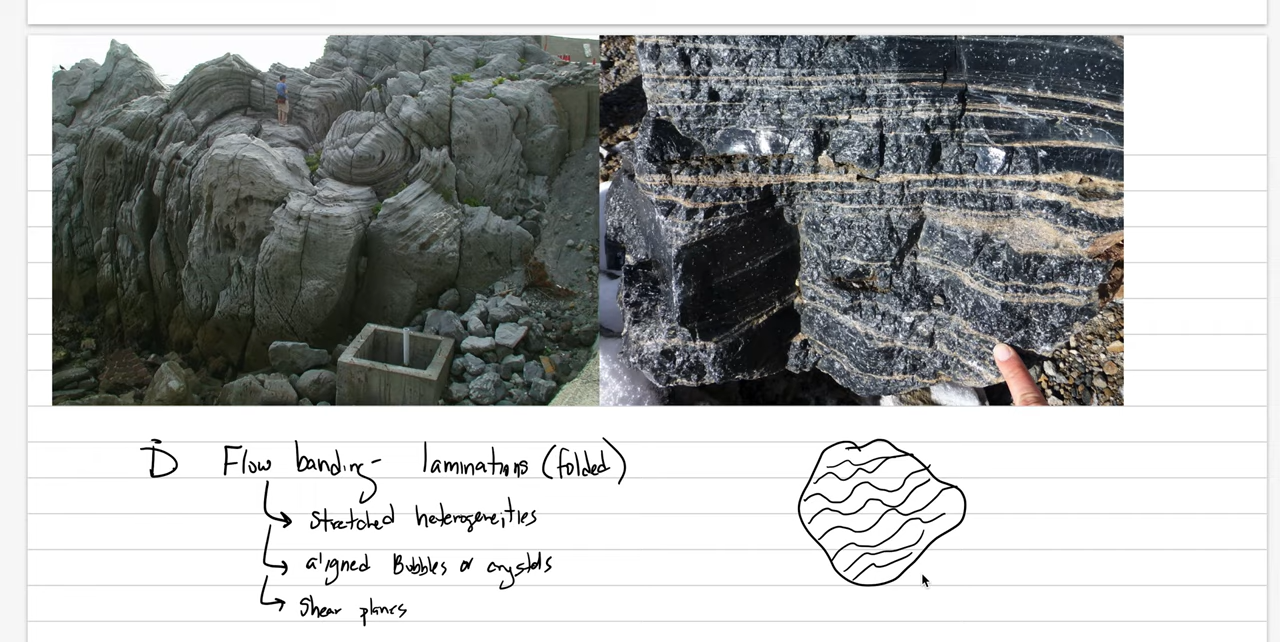 D Flow banding - laminations (folded)
stretched heterogeneities
aligned Bubbles or crystals
Shear planes